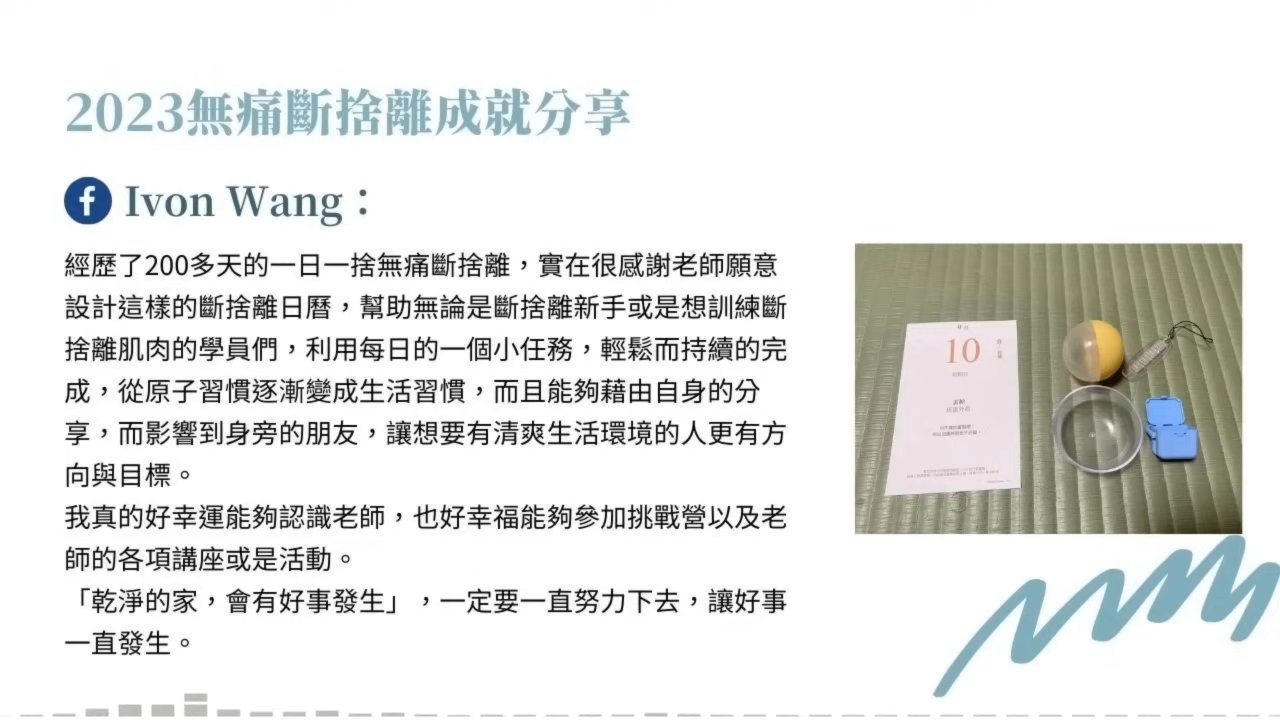 2023無痛斷捨離成就分享
f Ivon Wang：
經歷了200多天的一日一捨無痛斷捨離，實在很感謝老師願意
設計這樣的斷捨離日曆，幫助無論是斷捨離新手或是想訓練斷
捨離肌肉的學員們，利用每日的一個小任務，輕鬆而持續的完
成，從原子習慣逐漸變成生活習慣，而且能夠藉由自身的分
享，而影響到身旁的朋友，讓想要有清爽生活環境的人更有方
向與目標。
我真的好幸運能夠認識老師，也好幸福能夠參加挑戰營以及老
師的各項講座或是活動。
「乾淨的家，會有好事發生」，一定要一直努力下去，讓好事
一直發生。
10